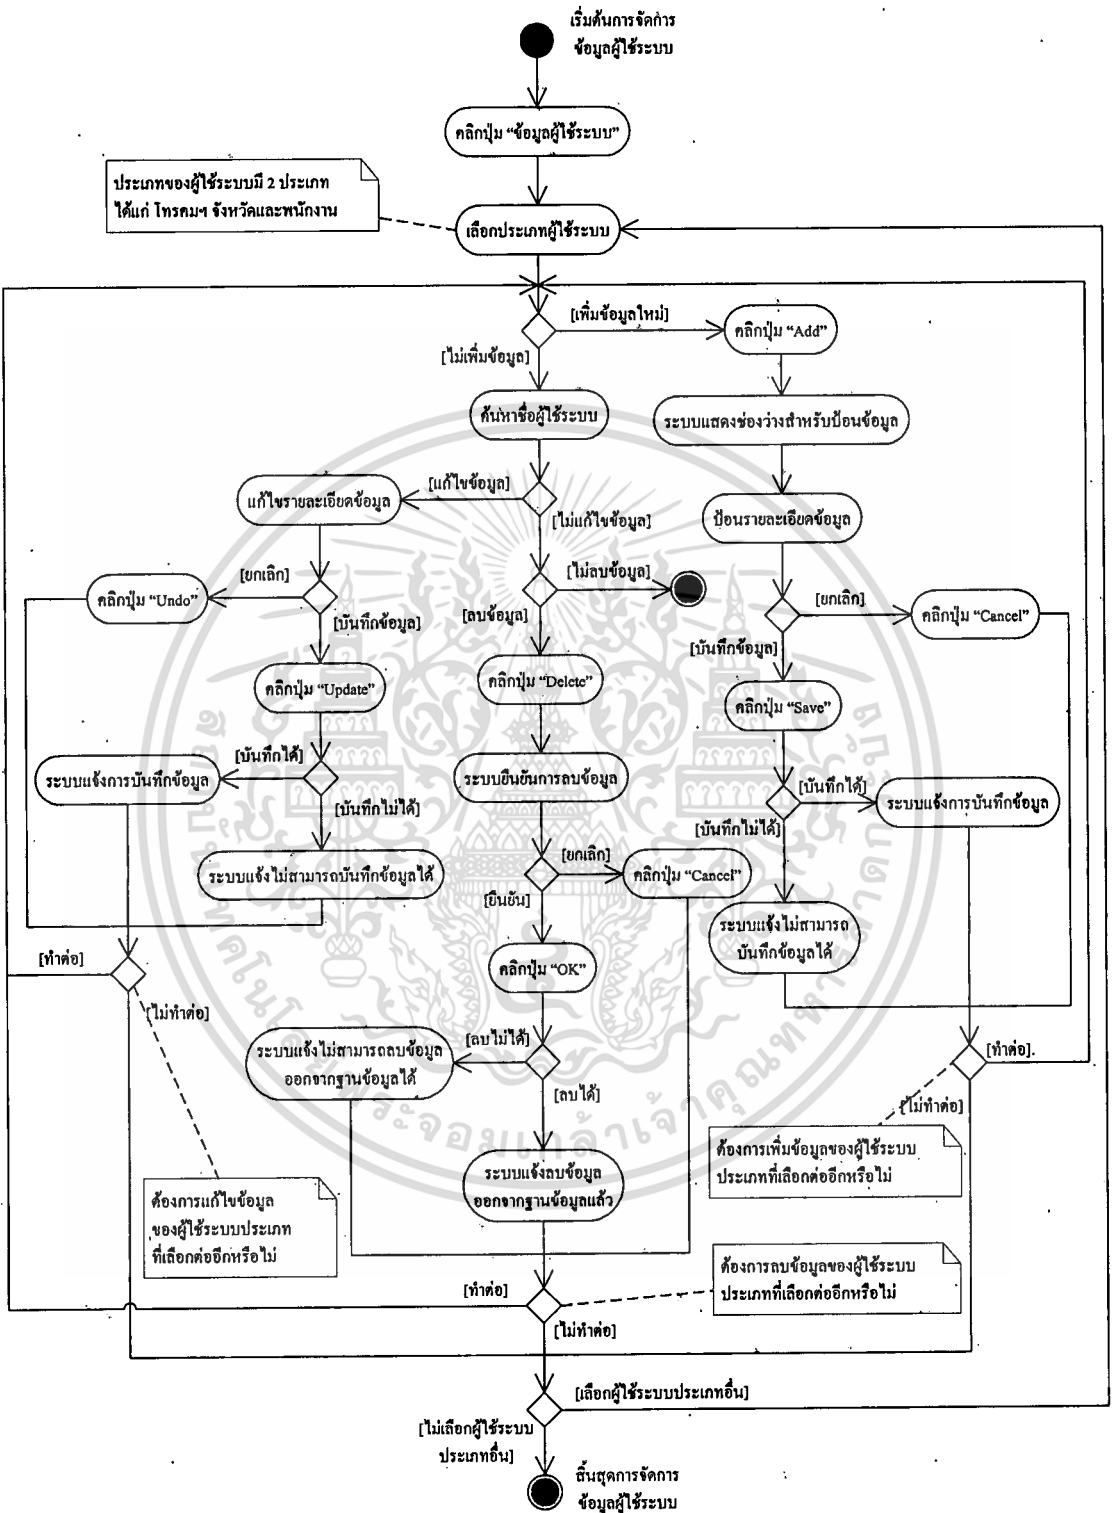 เริ่มต้นการจัดการ
ข้อมูลผู้ใช้ระบบ
คลิกปุ่ม “ข้อมูลผู้ใช้ระบบ”
ประเภทของผู้ใช้ระบบมี 2 ประเภท
ได้แก่ โทรคมฯ จังหวัดและพนักงาน
เลือกประเภทผู้ใช้ระบบ
[เพิ่มข้อมูลใหม่]
คลิกปุ่ม “Add”
[ไม่เพิ่มข้อมูล]
ค้นหาชื่อผู้ใช้ระบบ
ระบบแสดงช่องว่างสำหรับป้อนข้อมูล
[แก้ไขข้อมูล]
แก้ไขรายละเอียดข้อมูล
[ไม่แก้ไขข้อมูล]
ป้อนรายละเอียดข้อมูล
[ยกเลิก]
คลิกปุ่ม “Undo”
[บันทึกข้อมูล]
[ไม่ลบข้อมูล]
[ลบข้อมูล]
[ยกเลิก]
คลิกปุ่ม “Cancel”
[บันทึกข้อมูล]
คลิกปุ่ม “Update”
คลิกปุ่ม “Delete”
คลิกปุ่ม “Save”
[บันทึกได้]
ระบบแจ้งการบันทึกข้อมูล
[บันทึกไม่ได้]
ระบบยืนยันการลบข้อมูล
[บันทึกได้]
ระบบแจ้งการบันทึกข้อมูล
[บันทึกไม่ได้]
ระบบแจ้งไม่สามารถบันทึกข้อมูลได้
[ยกเลิก]
คลิกปุ่ม “Cancel”
[ยืนยัน]
ระบบแจ้งไม่สามารถ
บันทึกข้อมูลได้
[ทำต่อ]
คลิกปุ่ม “OK”
[ไม่ทำต่อ]
[ลบไม่ได้]
ระบบแจ้งไม่สามารถลบข้อมูล
ออกจากฐานข้อมูลได้
[ลบได้]
[ทำต่อ]
[ไม่ทำต่อ]
ระบบแจ้งลบข้อมูล
ออกจากฐานข้อมูลแล้ว
ต้องการเพิ่มข้อมูลของผู้ใช้ระบบ
ประเภทที่เลือกต่ออีกหรือไม่
ต้องการแก้ไขข้อมูล
ของผู้ใช้ระบบประเภท
ที่เลือกต่ออีกหรือไม่
ต้องการลบข้อมูลของผู้ใช้ระบบ
ประเภทที่เลือกต่ออีกหรือไม่
[ทำต่อ]
[ไม่ทำต่อ]
[เลือกผู้ใช้ระบบประเภทอื่น]
[ไม่เลือกผู้ใช้ระบบ
ประเภทอื่น]
สิ้นสุดการจัดการ
ข้อมูลผู้ใช้ระบบ